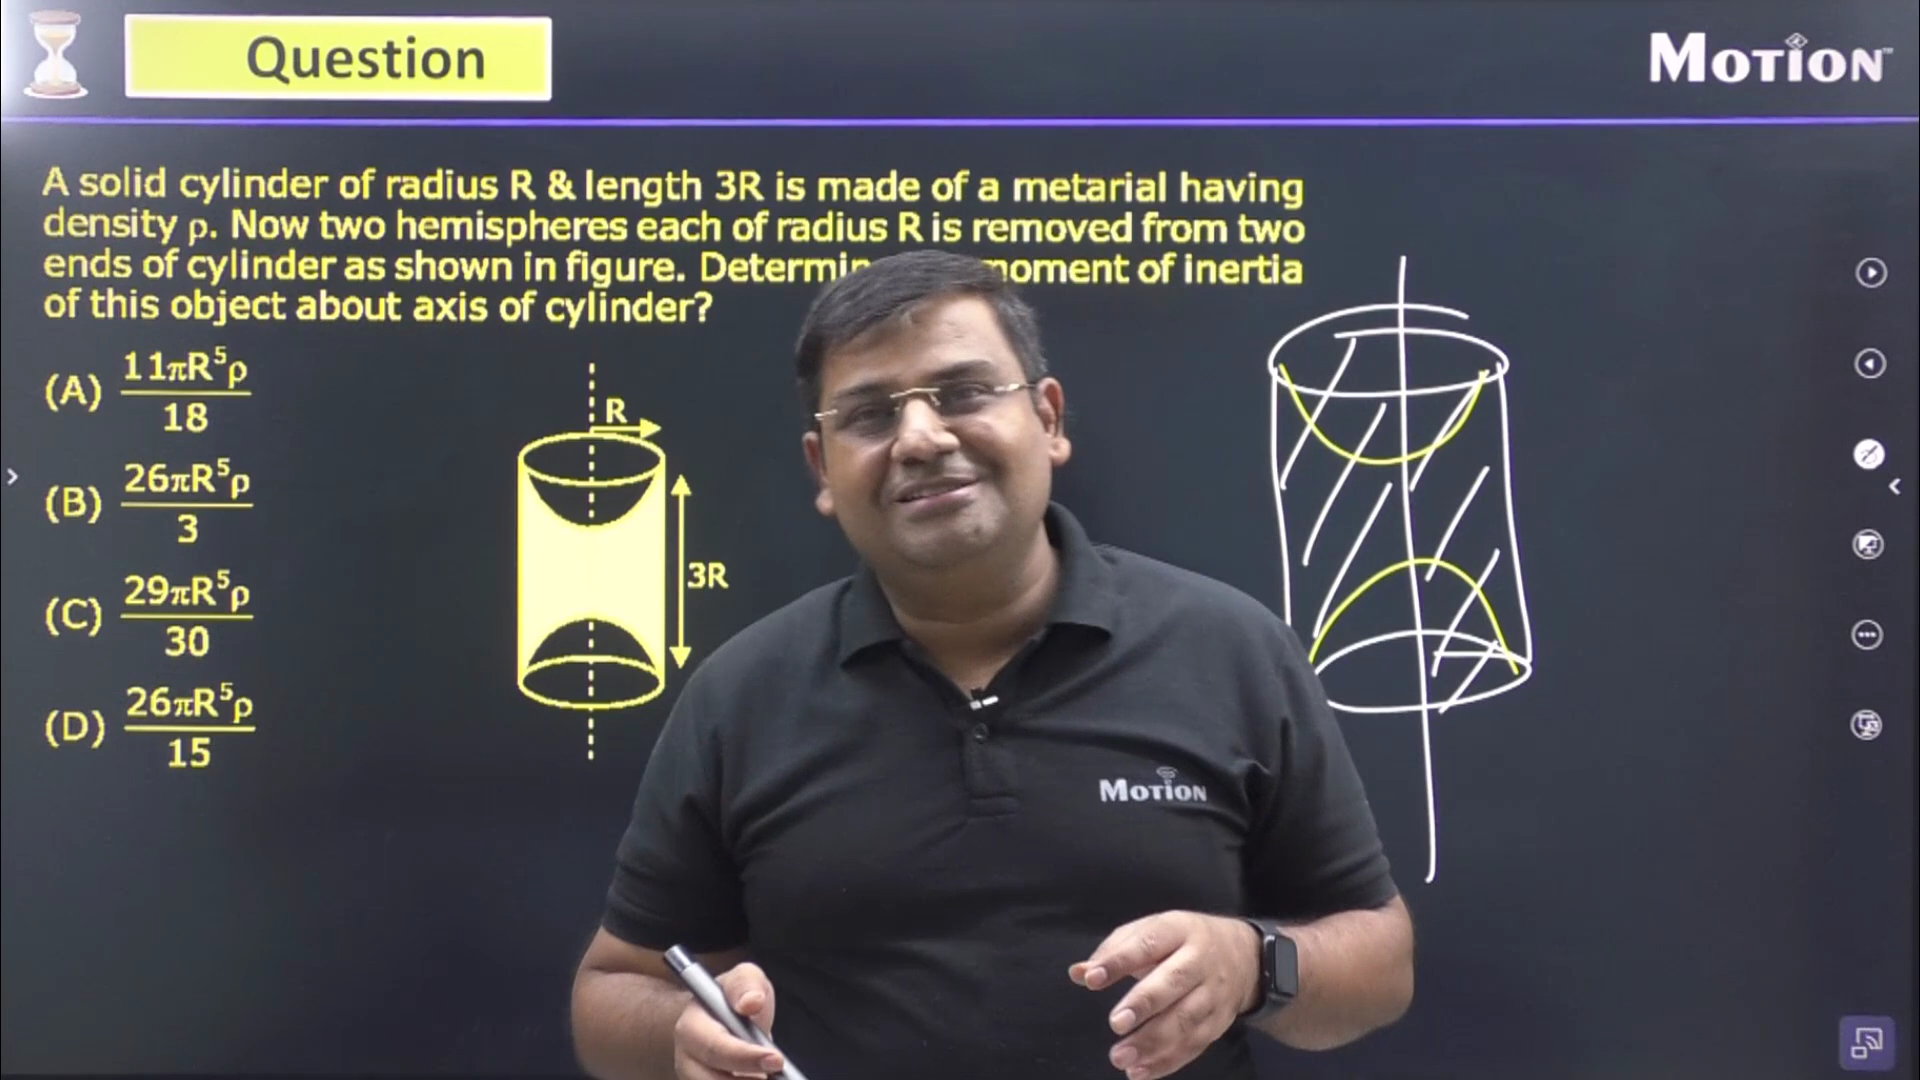 Question
MOTION
A solid cylinder of radius R & length 3R is made of a metarial having
density ρ. Now two hemispheres each of radius R is removed from two
ends of cylinder as shown in figure. Determin moment of inertia
of this object about axis of cylinder?
(A) 11πR⁵ρ
18
(B) 26πR⁵ρ
3
(C) 29πR⁵ρ
30
(D) 26πR⁵ρ
15
R
3R
MOTION